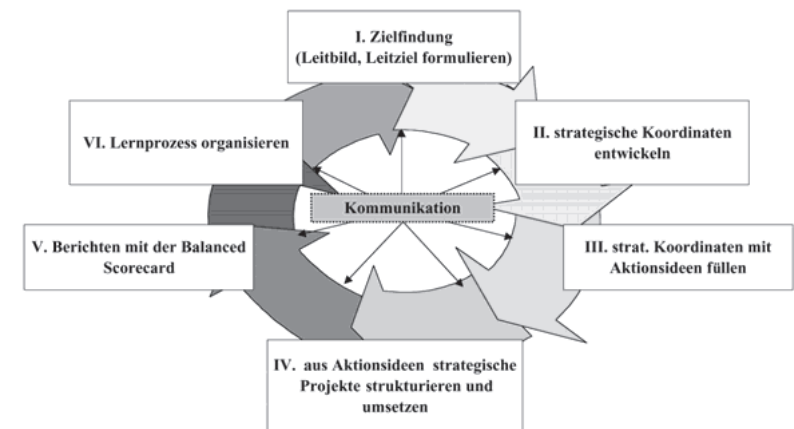 I. Zielfindung
(Leitbild, Leitziel formulieren)
II. strategische Koordinaten
entwickeln
III. strat. Koordinaten mit
Aktionsideen füllen
IV. aus Aktionsideen strategische
Projekte strukturieren und
umsetzen
V. Berichten mit der Balanced
Scorecard
VI. Lernprozess organisieren
Kommunikation